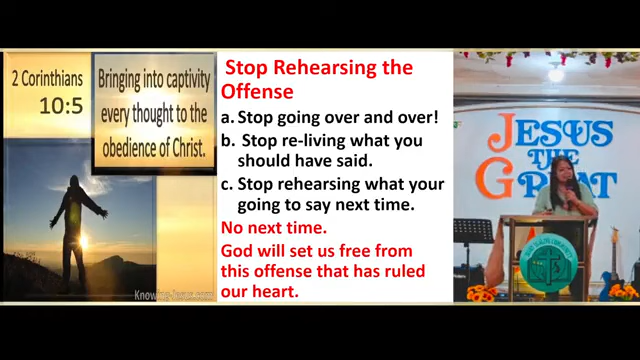 2 Corinthians
10:5
Bringing into captivity
every thought to the
obedience of Christ.
Stop Rehearsing the
Offense
a. Stop going over and over!
b. Stop re-living what you
should have said.
c. Stop rehearsing what your
going to say next time.
No next time.
God will set us free from
this offense that has ruled
our heart.
JESUS
THE
GREAT